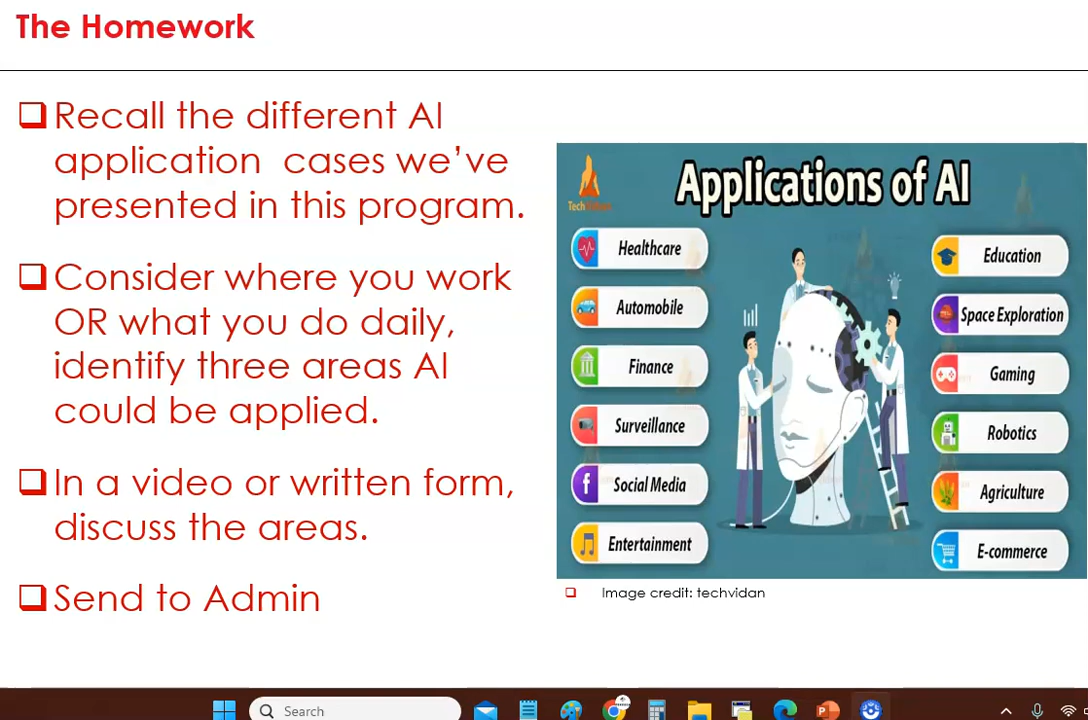 The Homework
Recall the different AI
application cases we've
presented in this program.
Consider where you work
OR what you do daily,
identify three areas AI
could be applied.
In a video or written form,
discuss the areas.
Send to Admin
Applications of AI
Tech
Healthcare
Automobile
Finance
Surveillance
Social Media
Entertainment
Education
Space Exploration
Gaming
Robotics
Agriculture
E-commerce
Image credit: techvidan
Search